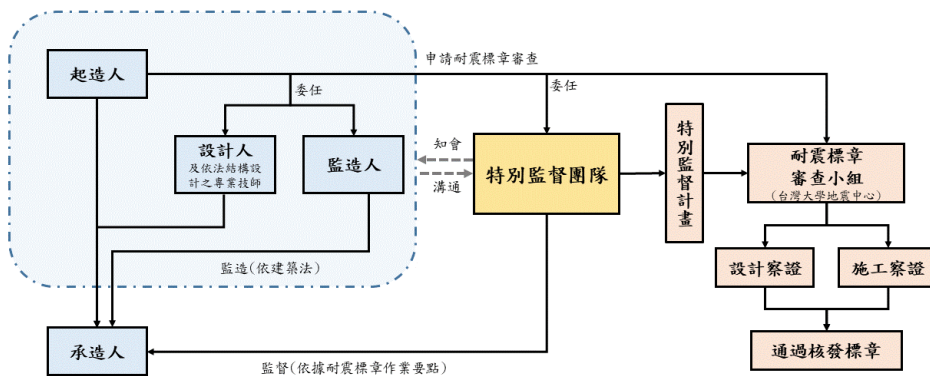 申請耐震標章審查
起造人
委任
委任
設計人
及依法結構設
計之專業技師
監造人
知會
溝通
特別監督團隊
特別監督計畫
耐震標章
審查小組
(台灣大學地震中心)
監造(依建築法)
設計察證
施工察證
承造人
監督(依據耐震標章作業要點)
通過核發標章